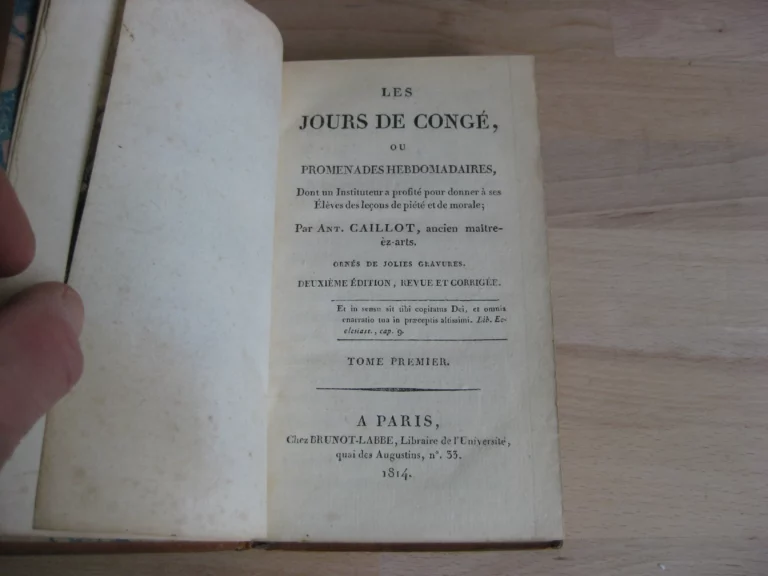 LES
JOURS DE CONGÉ,
OU
PROMENADES HEBDOMADAIRES,
Dont un Instituteur a profité pour donner à ses
Élèves des leçons de piété et de morale;
Par ANT. CAILLOT, ancien maître-
èz-arts.
ORNÉS DE JOLIES GRAVURES.
DEUXIÈME ÉDITION, REVUE ET CORRIGÉE.
Et in sensu sit tibi cogitatus Dei, et omnis
enarratio tua in præceptis altissimi. Lib. Ec-
clesiast., cap. 9.
TOME PREMIER.
A PARIS,
Chez BRUNOT-LABBE, Libraire de l'Université,
quai des Augustins, n°. 33.
1814.